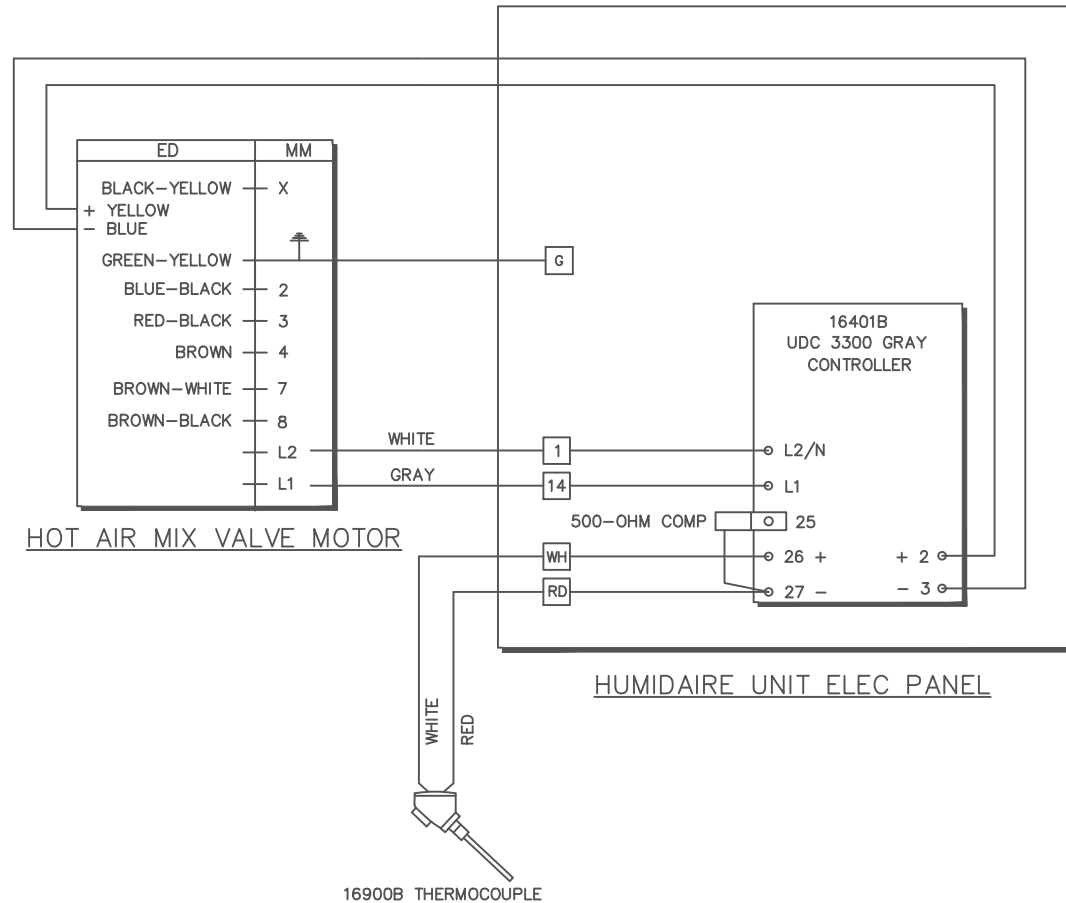 ED MM
BLACK-YELLOW X
+ YELLOW
- BLUE
GREEN-YELLOW G
BLUE-BLACK 2
RED-BLACK 3
BROWN 4
BROWN-WHITE 7
BROWN-BLACK 8
L2 WHITE 1 L2/N
L1 GRAY 14 L1
HOT AIR MIX VALVE MOTOR
16401B
UDC 3300 GRAY
CONTROLLER
500-OHM COMP 25
WH 26 + + 2
RD 27 - - 3
HUMIDAIRE UNIT ELEC PANEL
WHITE
RED
16900B THERMOCOUPLE